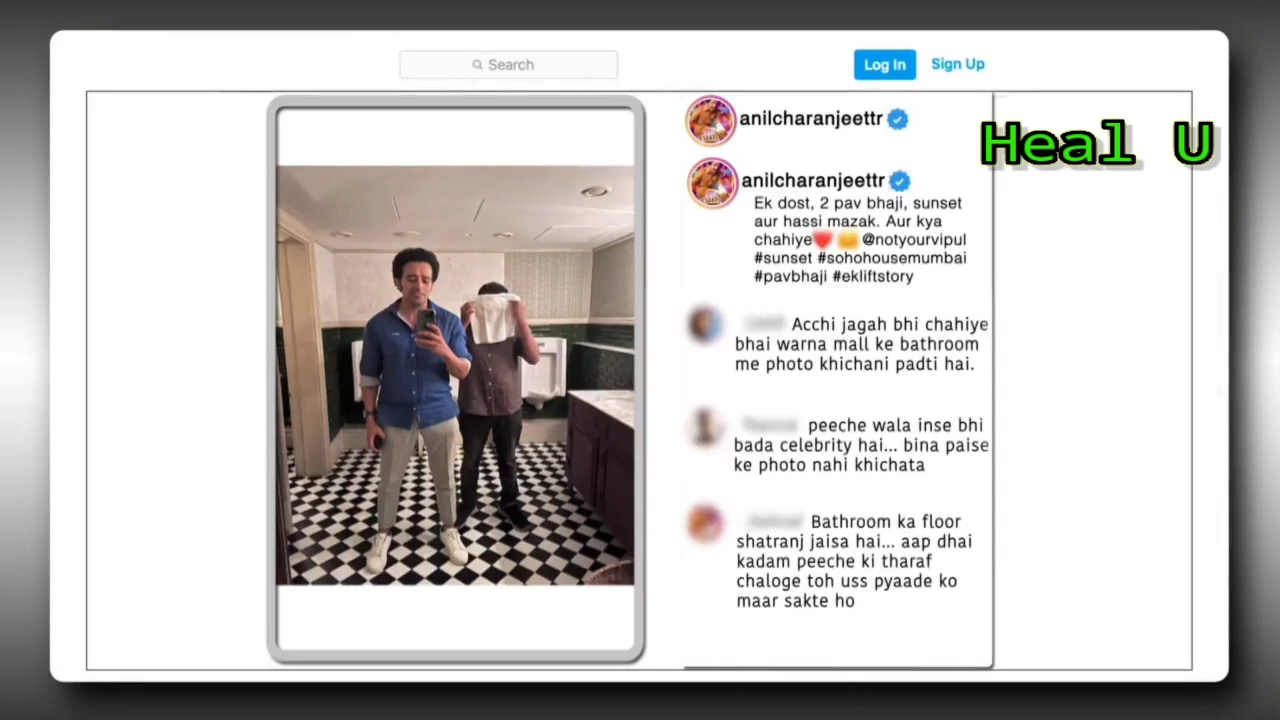 Search
Log In
Sign Up
anilcharanjeettr
Heal U
anilcharanjeettr
Ek dost, 2 pav bhaji, sunset
aur hassi mazak. Aur kya
chahiye❤️ @notyourvipul
#sunset #sohohousemumbai
#pavbhaji #ekliftstory
Acchi jagah bhi chahiye
bhai warna mall ke bathroom
me photo khichani padti hai.
peeche wala inse bhi
bada celebrity hai... bina paise
ke photo nahi khichata
Bathroom ka floor
shatranj jaisa hai... aap dhai
kadam peeche ki tharaf
chaloge toh uss pyaade ko
maar sakte ho